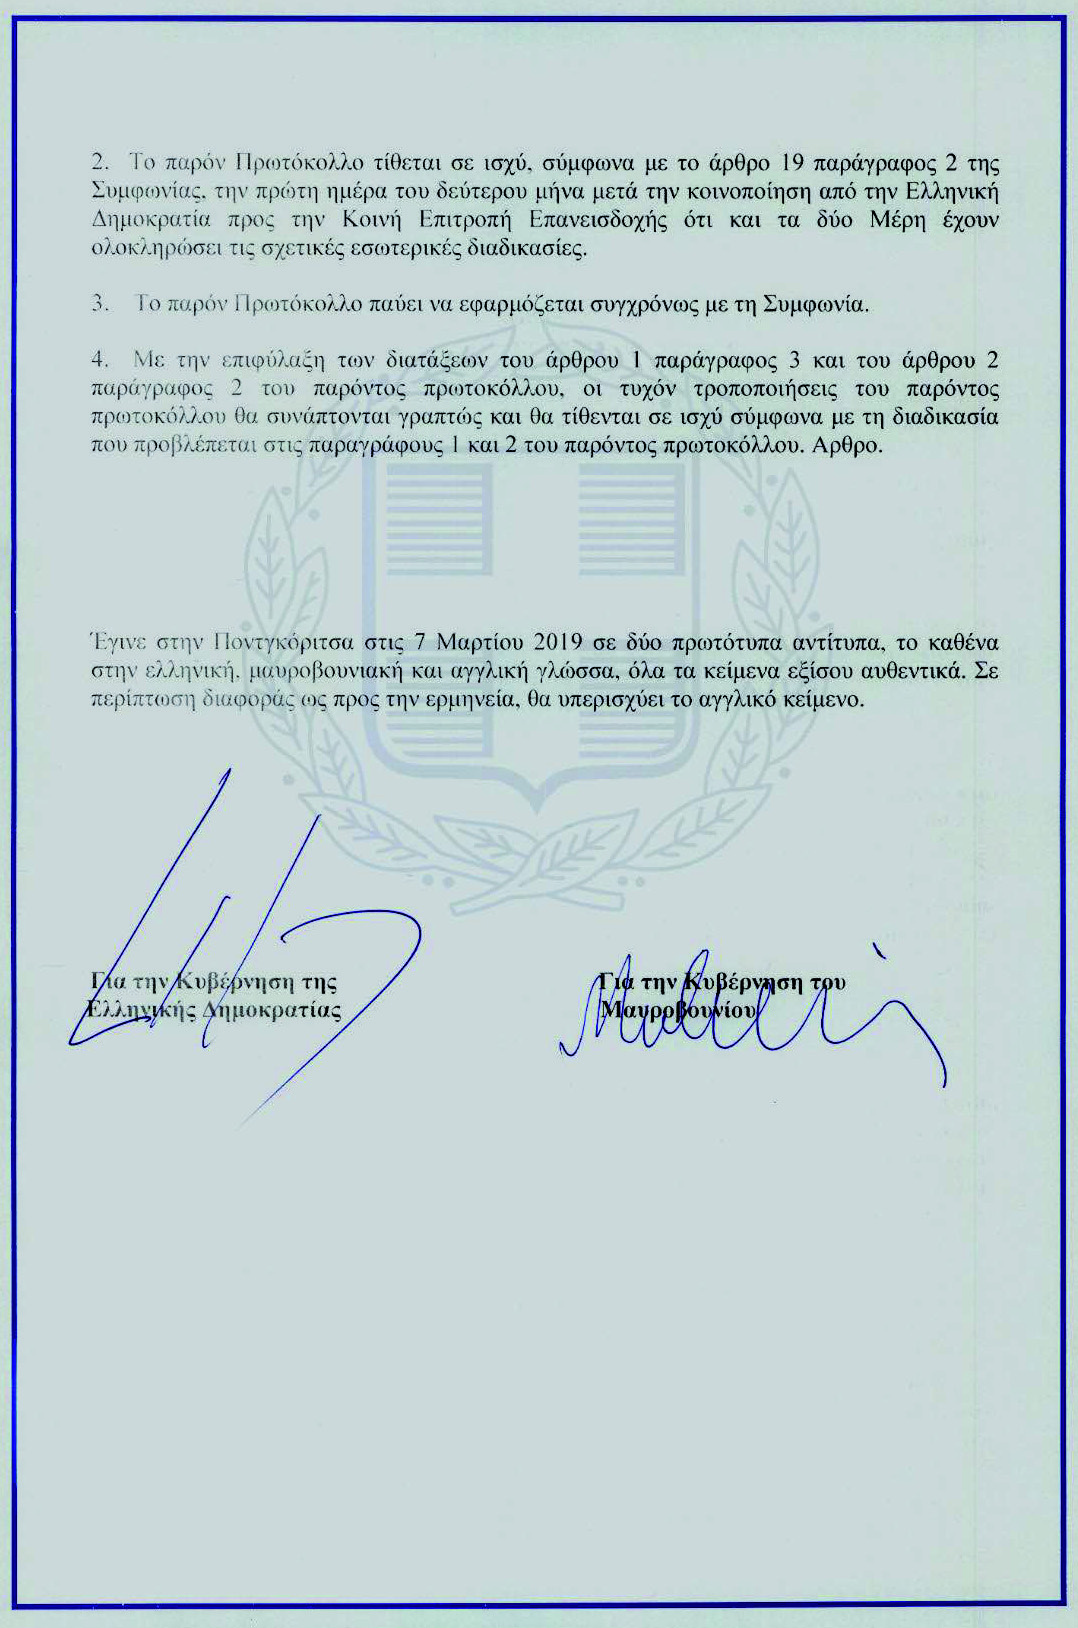 2. Το παρόν Πρωτόκολλο τίθεται σε ισχύ, σύμφωνα με το άρθρο 19 παράγραφος 2 της
Συμφωνίας, την πρώτη ημέρα του δεύτερου μήνα μετά την κοινοποίηση από την Ελληνική
Δημοκρατία προς την Κοινή Επιτροπή Επανεισδοχής ότι και τα δύο Μέρη έχουν
ολοκληρώσει τις σχετικές εσωτερικές διαδικασίες.
3. Το παρόν Πρωτόκολλο παύει να εφαρμόζεται συγχρόνως με τη Συμφωνία.
4. Με την επιφύλαξη των διατάξεων του άρθρου 1 παράγραφος 3 και του άρθρου 2
παράγραφος 2 του παρόντος πρωτοκόλλου, οι τυχόν τροποποιήσεις του παρόντος
πρωτοκόλλου θα συνάπτονται γραπτώς και θα τίθενται σε ισχύ σύμφωνα με τη διαδικασία
που προβλέπεται στις παραγράφους 1 και 2 του παρόντος πρωτοκόλλου. Αρθρο.
Έγινε στην Ποντγκόριτσα στις 7 Μαρτίου 2019 σε δύο πρωτότυπα αντίτυπα, το καθένα
στην ελληνική, μαυροβουνιακή και αγγλική γλώσσα, όλα τα κείμενα εξίσου αυθεντικά. Σε
περίπτωση διαφοράς ως προς την ερμηνεία, θα υπερισχύει το αγγλικό κείμενο.
Για την Κυβέρνηση της
Ελληνικής Δημοκρατίας
Για την Κυβέρνηση του
Μαυροβουνίου